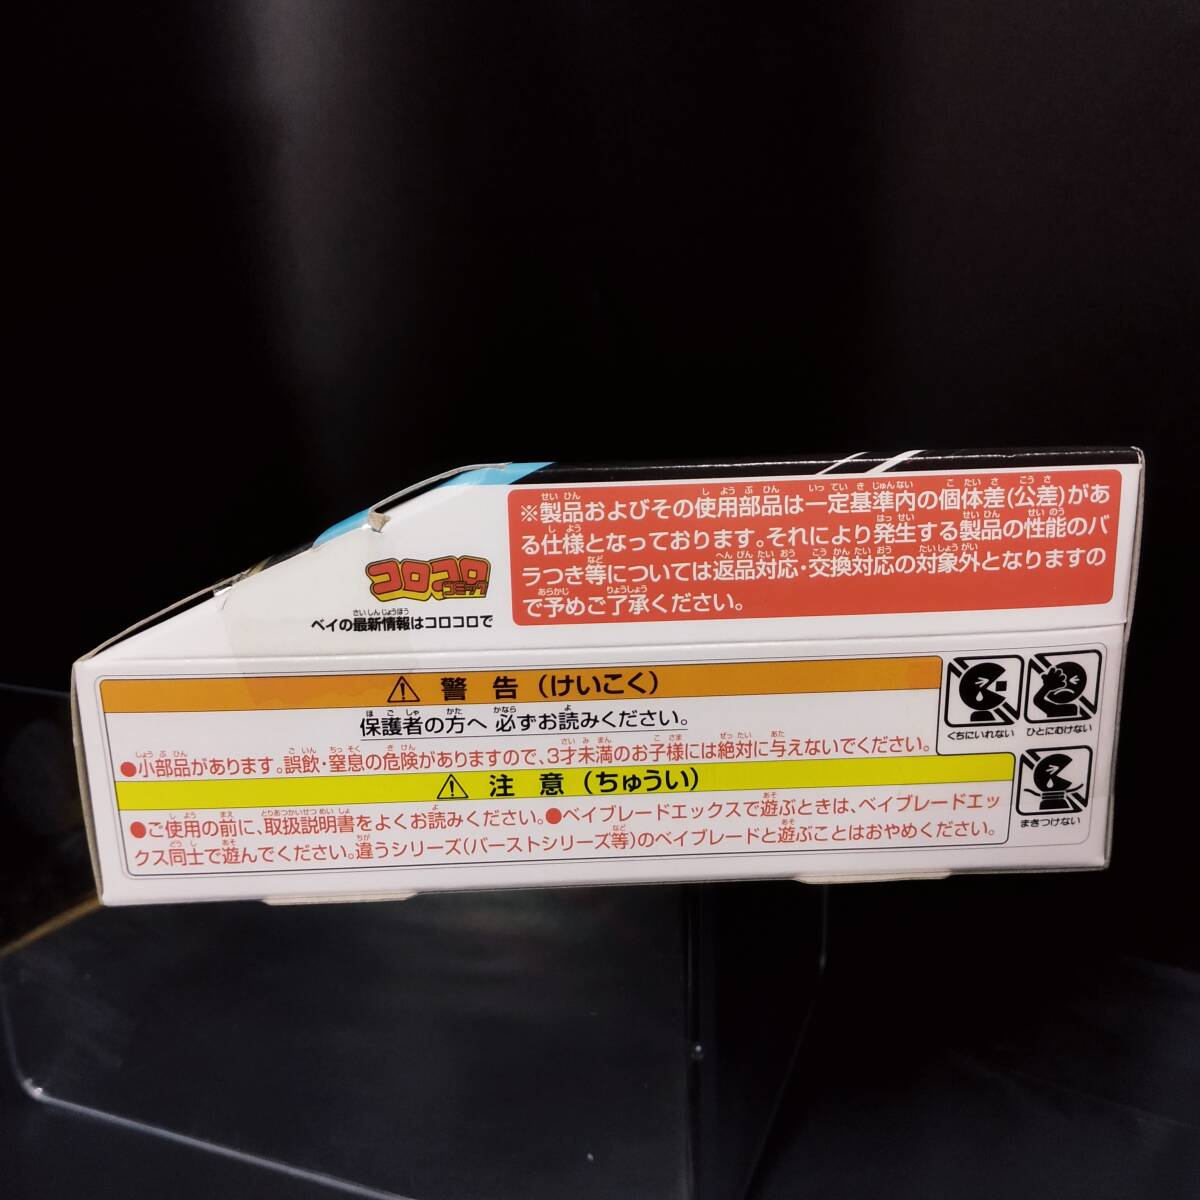 ※製品およびその使用部品は一定基準内の個体差(公差)があ
る仕様となっております。それにより発生する製品の性能のバ
ラつき等については返品対応・交換対応の対象外となりますの
で予めご了承ください。
コロコロ
コミック
ベイの最新情報はコロコロで
警告(けいこく)
保護者の方へ 必ずお読みください。
●小部品があります。誤飲・窒息の危険がありますので、3才未満のお子様には絶対に与えないでください。
注意(ちゅうい)
●ご使用の前に、取扱説明書をよくお読みください。●ベイブレードエックスで遊ぶときは、ベイブレードエッ
クス同士で遊んでください。違うシリーズ(バーストシリーズ等)のベイブレードと遊ぶことはおやめください。
くちにいれない
ひとにむけない
まきつけない